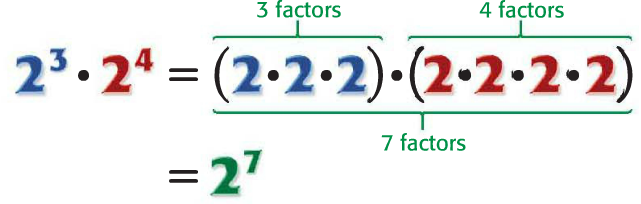 3 factors 4 factors
2³ · 2⁴ = (2·2·2)·(2·2·2·2)
7 factors
= 2⁷